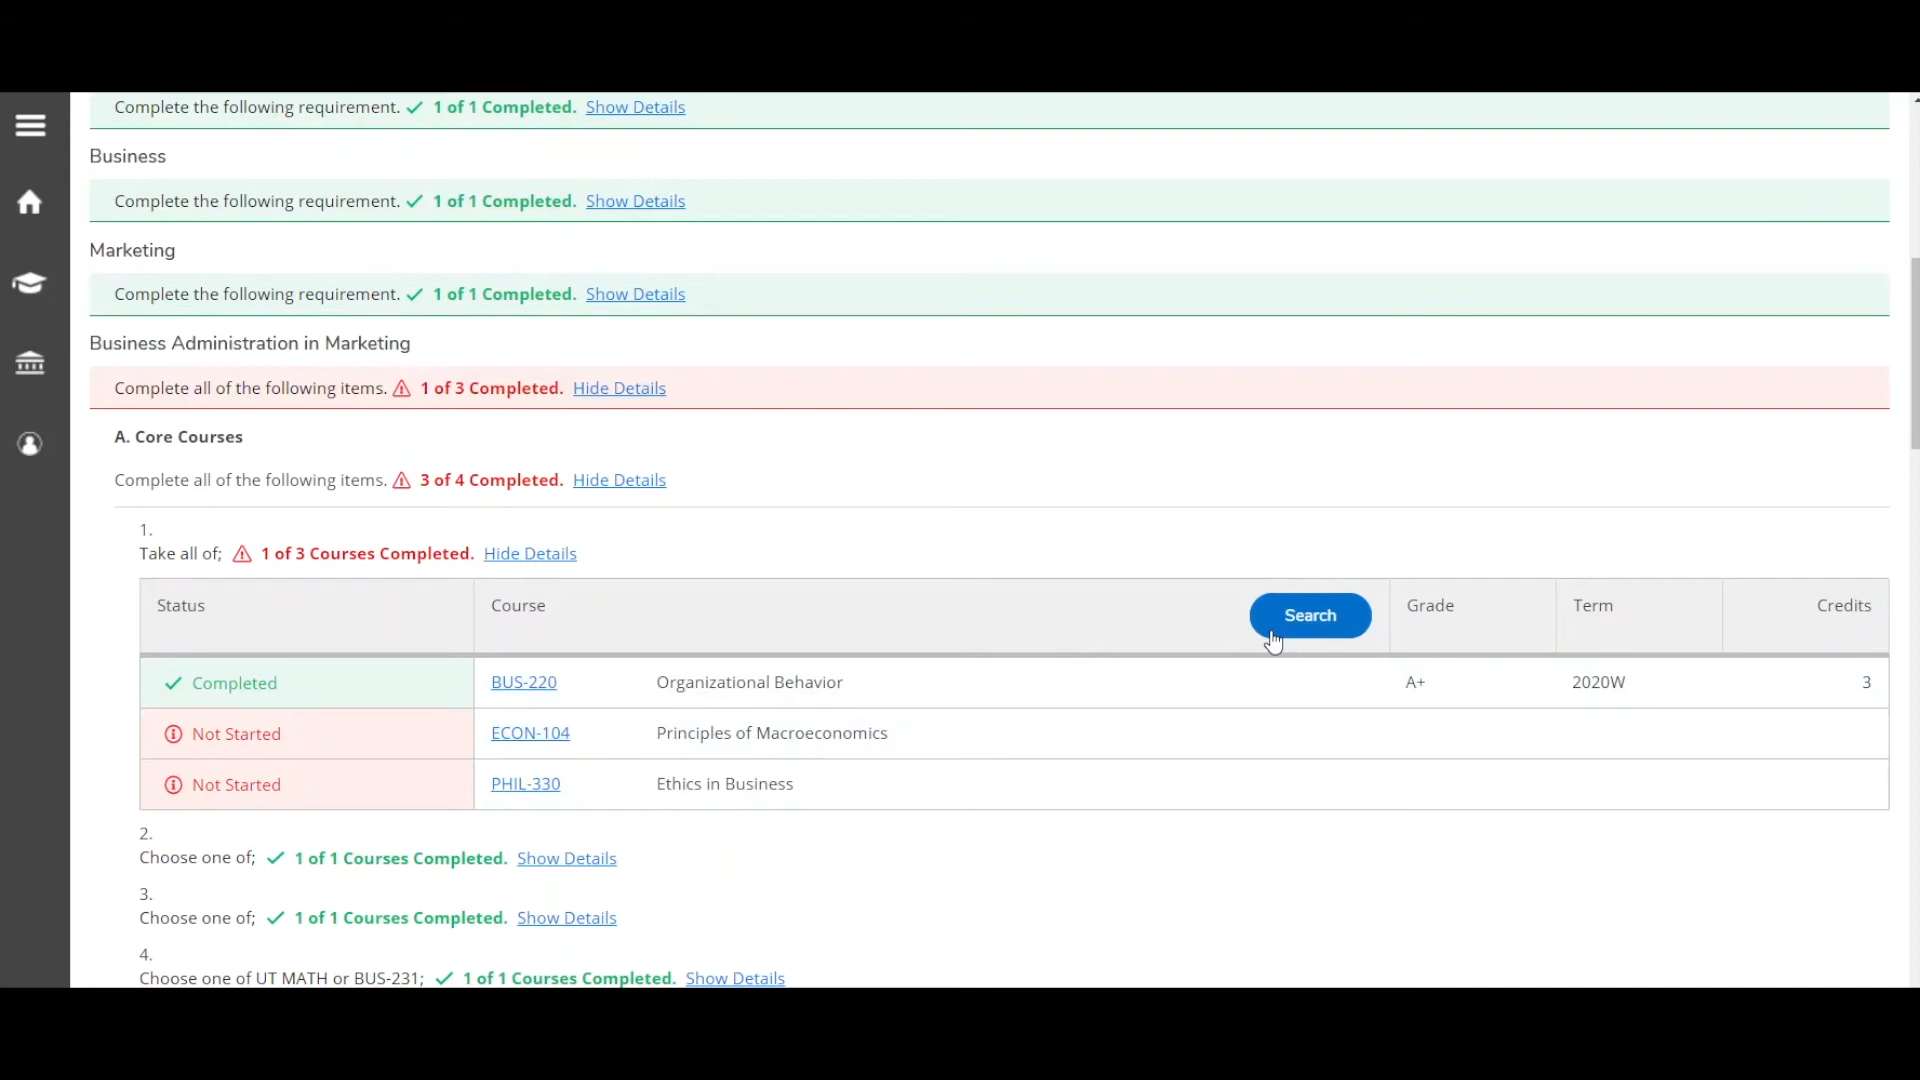 Complete the following requirement. 1 of 1 Completed. Show Details
Business
Complete the following requirement. 1 of 1 Completed. Show Details
Marketing
Complete the following requirement. 1 of 1 Completed. Show Details
Business Administration in Marketing
Complete all of the following items. 1 of 3 Completed. Hide Details
A. Core Courses
Complete all of the following items. 3 of 4 Completed. Hide Details
1.
Take all of; 1 of 3 Courses Completed. Hide Details
Status Course Search Grade Term Credits
Completed BUS-220 Organizational Behavior A+ 2020W 3
Not Started ECON-104 Principles of Macroeconomics
Not Started PHIL-330 Ethics in Business
2.
Choose one of; 1 of 1 Courses Completed. Show Details
3.
Choose one of; 1 of 1 Courses Completed. Show Details
4.
Choose one of UT MATH or BUS-231; 1 of 1 Courses Completed. Show Details